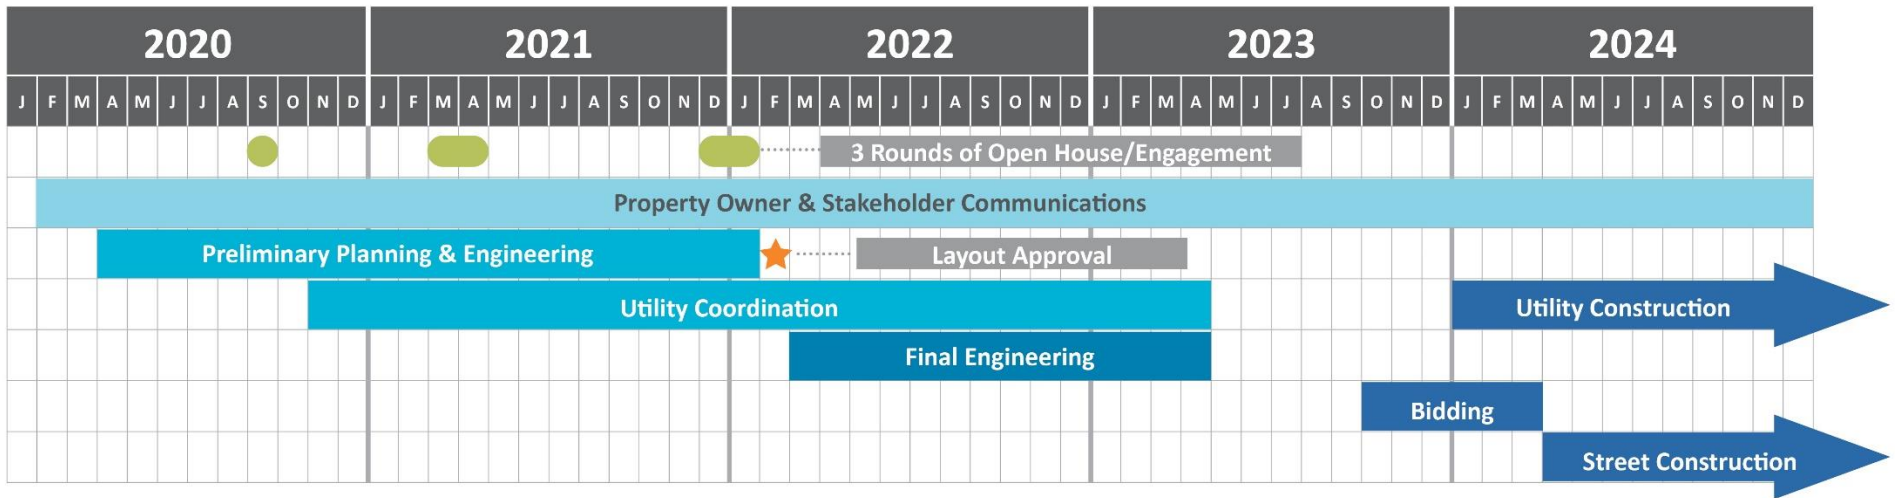 2020 2021 2022 2023 2024
J F M A M J J A S O N D J F M A M J J A S O N D J F M A M J J A S O N D J F M A M J J A S O N D J F M A M J J A S O N D
3 Rounds of Open House/Engagement
Property Owner & Stakeholder Communications
Preliminary Planning & Engineering Layout Approval
Utility Coordination Utility Construction
Final Engineering
Bidding
Street Construction